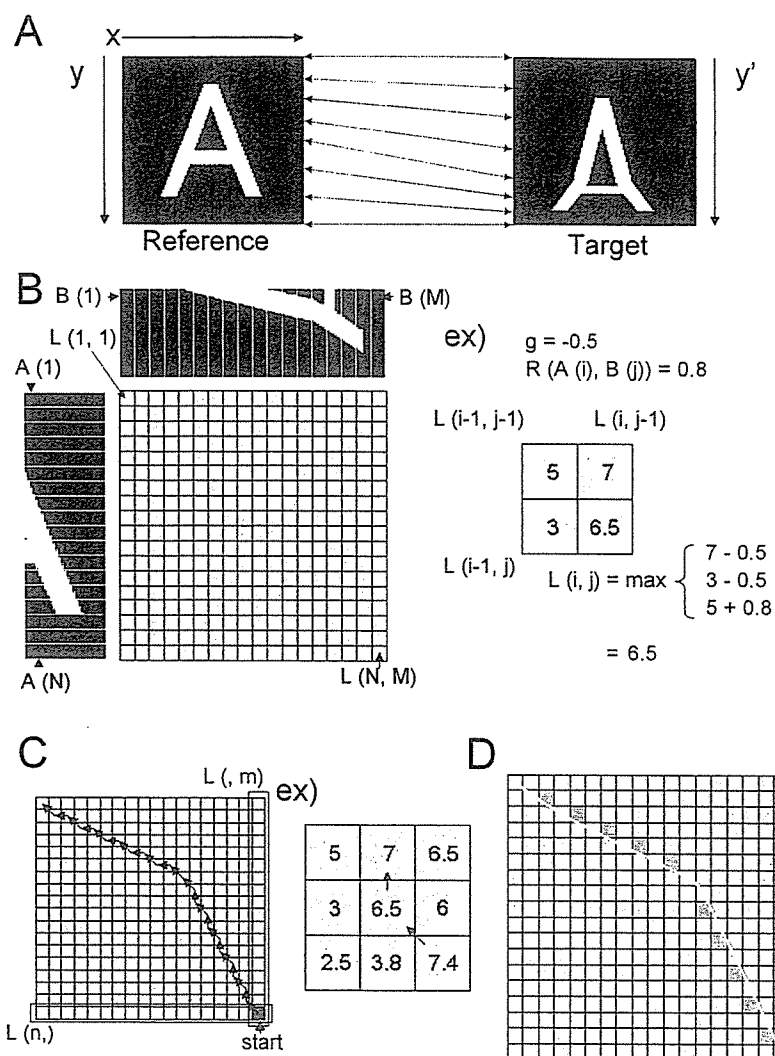 A
x
y
y'
A
A
Reference
Target
B
B (1)
B (M)
L (1, 1)
A (1)
A (N)
L (N, M)
ex)
g = -0.5
R (A (i), B (j)) = 0.8
L (i-1, j-1) L (i, j-1)
5 7
3 6.5
L (i-1, j)
L (i, j) = max
7 - 0.5
3 - 0.5
5 + 0.8
= 6.5
C
L (, m)
L (n,)
start
ex)
5 7 6.5
3 6.5 6
2.5 3.8 7.4
D